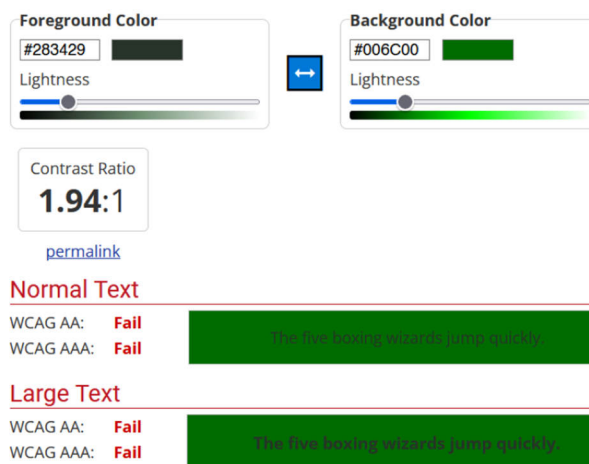 Foreground Color
#283429
Lightness
Background Color
#006C00
Lightness
Contrast Ratio
1.94:1
permalink
Normal Text
WCAG AA: Fail
WCAG AAA: Fail
The five boxing wizards jump quickly.
Large Text
WCAG AA: Fail
WCAG AAA: Fail
The five boxing wizards jump quickly.